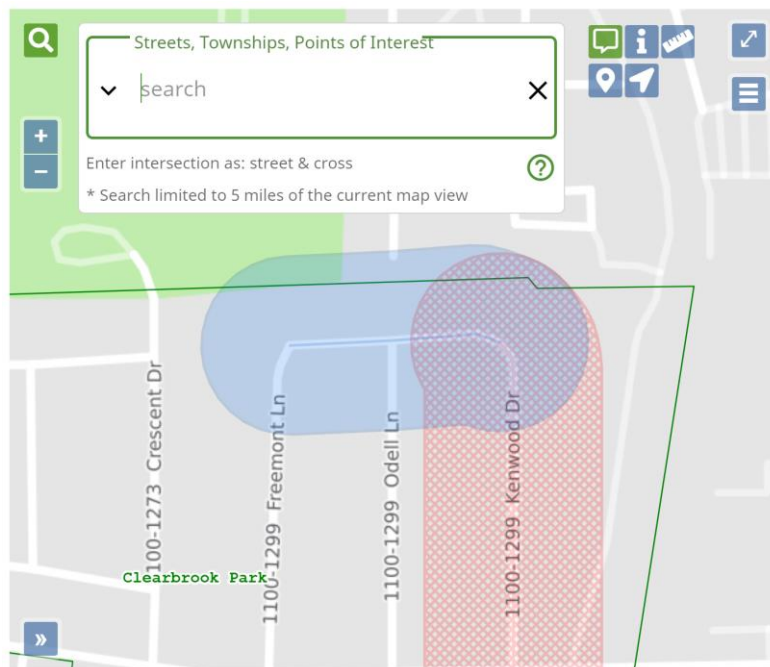 Streets, Townships, Points of Interest
search
Enter intersection as: street & cross
* Search limited to 5 miles of the current map view
+
−
100-1273 Crescent Dr
1100-1299 Freemont Ln
1100-1299 Odell Ln
1100-1299 Kenwood Dr
Clearbrook Park